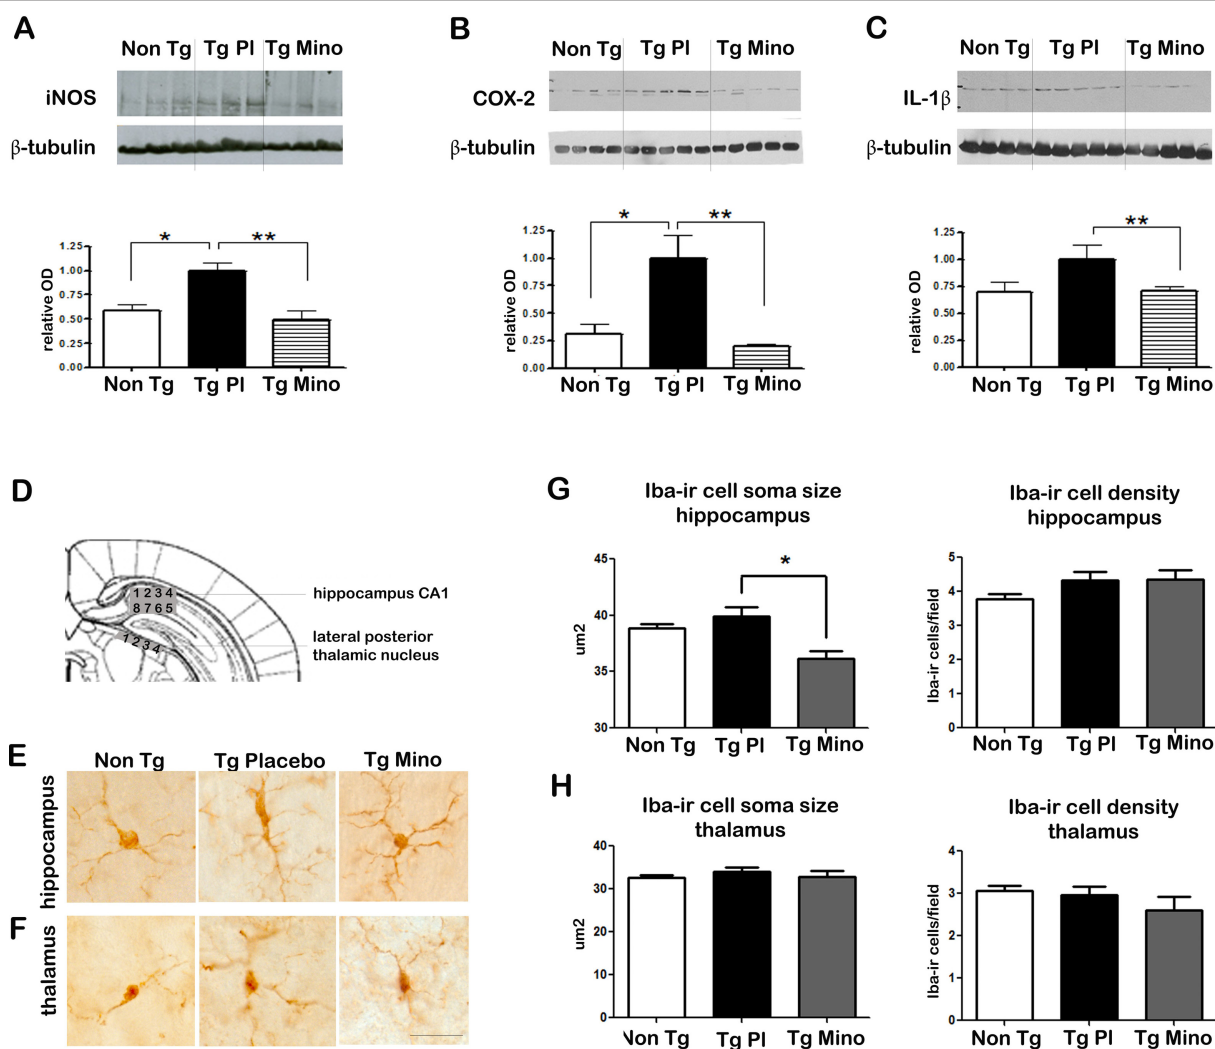 A
Non Tg Tg Pl Tg Mino
iNOS
β-tubulin
relative OD
1.25
1.00
0.75
0.50
0.25
0.00
* **
Non Tg Tg Pl Tg Mino
B
Non Tg Tg Pl Tg Mino
COX-2
β-tubulin
relative OD
1.25
1.00
0.75
0.50
0.25
0.00
* **
Non Tg Tg Pl Tg Mino
C
Non Tg Tg Pl Tg Mino
IL-1β
β-tubulin
relative OD
1.25
1.00
0.75
0.50
0.25
0.00
**
Non Tg Tg Pl Tg Mino
D
1 2 3 4
8 7 6 5
1 2 3 4
hippocampus CA1
lateral posterior
thalamic nucleus
E
Non Tg Tg Placebo Tg Mino
hippocampus
F
thalamus
G
Iba-ir cell soma size
hippocampus
um2
45
40
35
30
*
Non Tg Tg Pl Tg Mino
Iba-ir cell density
hippocampus
Iba-ir cells/field
5
4
3
2
1
0
Non Tg Tg Pl Tg Mino
H
Iba-ir cell soma size
thalamus
um2
40
30
20
10
0
Non Tg Tg Pl Tg Mino
Iba-ir cell density
thalamus
Iba-ir cells/field
4
3
2
1
0
Non Tg Tg Pl Tg Mino